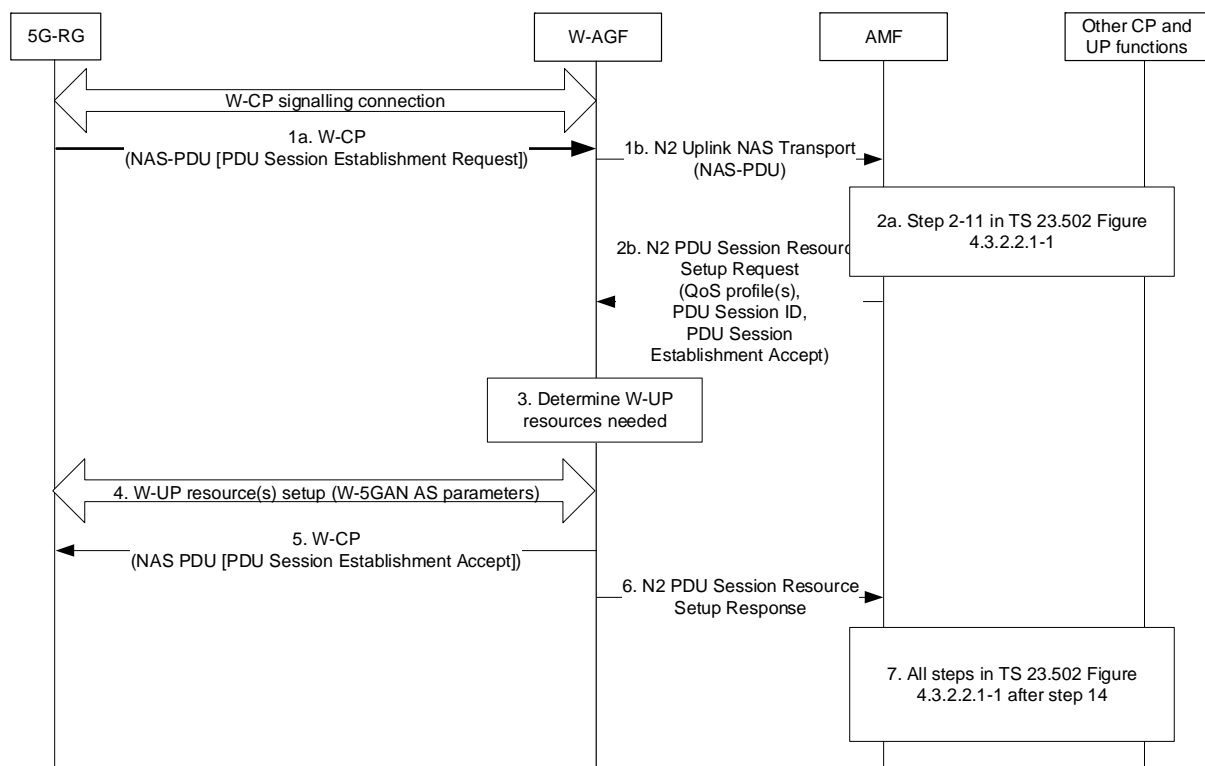 5G-RG
W-AGF
AMF
Other CP and
UP functions
W-CP signalling connection
1a. W-CP
(NAS-PDU [PDU Session Establishment Request])
1b. N2 Uplink NAS Transport
(NAS-PDU)
2a. Step 2-11 in TS 23.502 Figure
4.3.2.2.1-1
2b. N2 PDU Session Resourc
Setup Request
(QoS profile(s),
PDU Session ID,
PDU Session
Establishment Accept)
3. Determine W-UP
resources needed
4. W-UP resource(s) setup (W-5GAN AS parameters)
5. W-CP
(NAS PDU [PDU Session Establishment Accept])
6. N2 PDU Session Resource
Setup Response
7. All steps in TS 23.502 Figure
4.3.2.2.1-1 after step 14